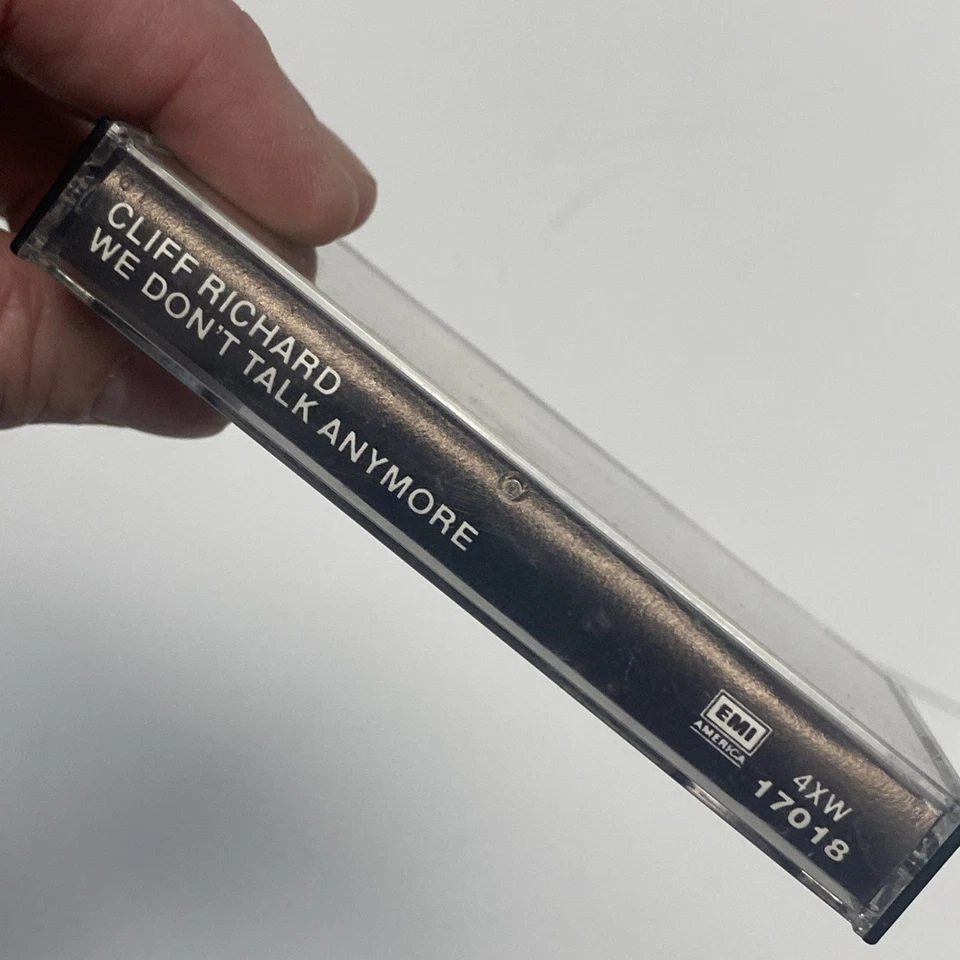 CLIFF RICHARD
WE DON'T TALK ANYMORE
EMI
AMERICA
4XW
17018